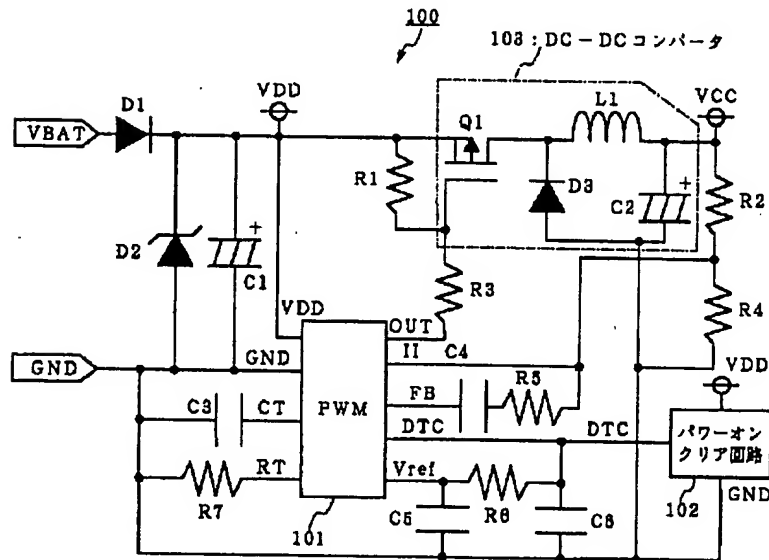 100
103:DC-DCコンバータ
VDD
VCC
D1
VBAT
Q1
L1
R1
D3
C2
+
R2
D2
+
C1
R3
R4
VDD
OUT
VDD
GND
GND
II
C4
PWM
FB
R5
C3
CT
DTC
DTC
パワーオン
クリア回路
RT
Vref
GND
R7
101
C5
R6
C6
102